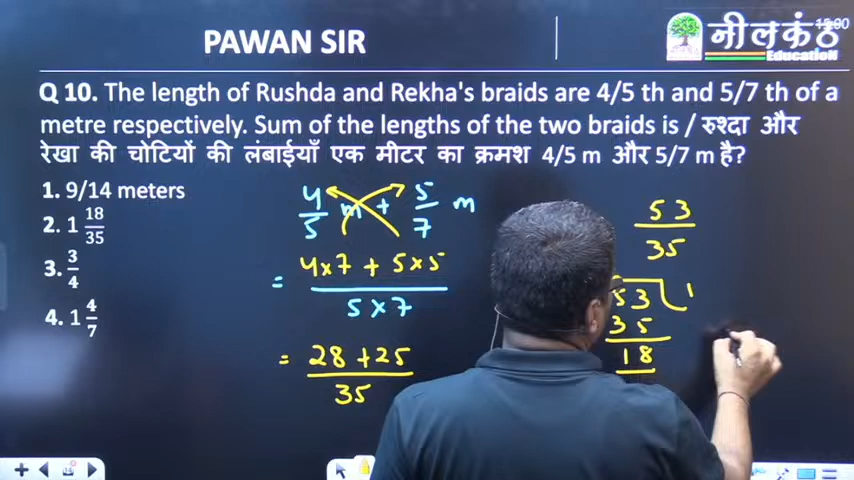 PAWAN SIR
नीलकंठ
Education
15:00
Q 10. The length of Rushda and Rekha's braids are 4/5 th and 5/7 th of a
metre respectively. Sum of the lengths of the two braids is / रुश्दा और
रेखा की चोटियों की लंबाईयाँ एक मीटर का क्रमश 4/5 m और 5/7 m है?
1. 9/14 meters
2. 1 18/35
3. 3/4
4. 1 4/7
4/5 m + 5/7 m
= 4×7 + 5×5 / 5×7
= 28 + 25 / 35
53/35
53 1
35
18